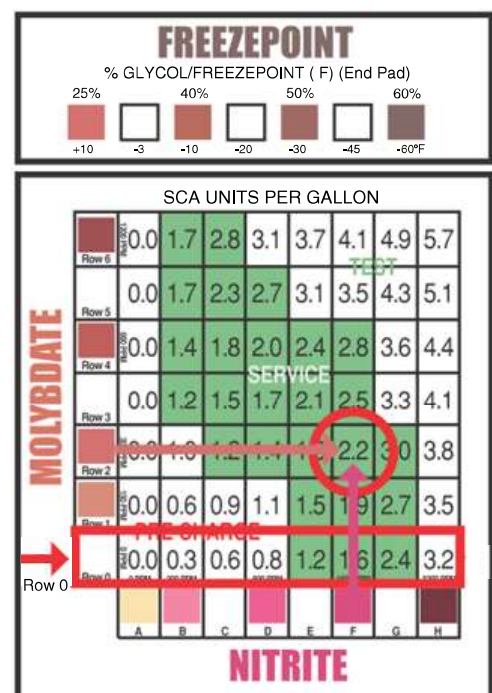 FREEZEPOINT
% GLYCOL/FREEZEPOINT ( F) (End Pad)
25% 40% 50% 60%
+10 -3 -10 -20 -30 -45 -60°F
SCA UNITS PER GALLON
MOLYBDATE
Row 6 0.0 1.7 2.8 3.1 3.7 4.1 4.9 5.7
TEST
Row 5 0.0 1.7 2.3 2.7 3.1 3.5 4.3 5.1
Row 4 0.0 1.4 1.8 2.0 2.4 2.8 3.6 4.4
SERVICE
Row 3 0.0 1.2 1.5 1.7 2.1 2.5 3.3 4.1
Row 2 2.2 3.0 3.8
Row 1 0.0 0.6 0.9 1.1 1.5 1.9 2.7 3.5
PRE CHARGE
Row 0 0.0 0.3 0.6 0.8 1.2 1.6 2.4 3.2
Row 0
A B C D E F G H
NITRITE